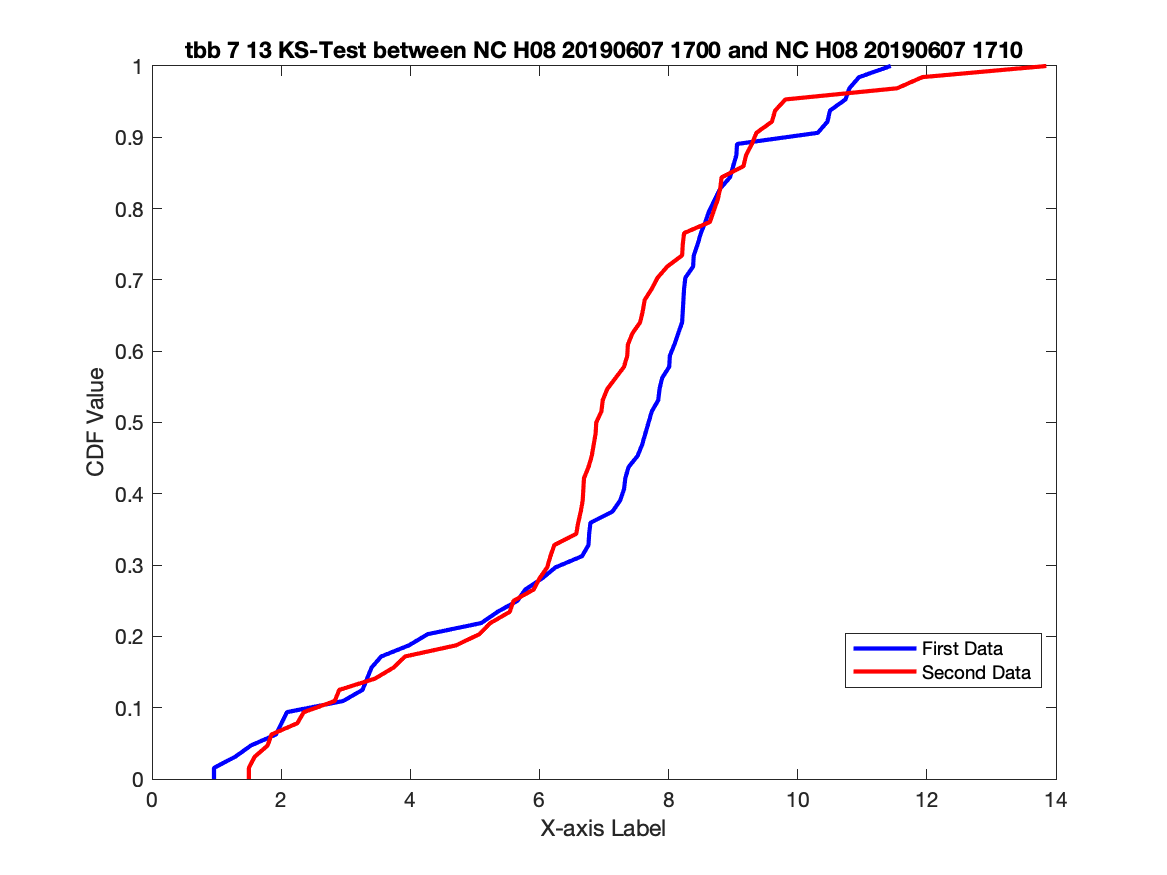 tbb 7 13 KS-Test between NC H08 20190607 1700 and NC H08 20190607 1710
1
0.9
0.8
0.7
0.6
0.5
0.4
0.3
0.2
0.1
0
CDF Value
First Data
Second Data
0 2 4 6 8 10 12 14
X-axis Label